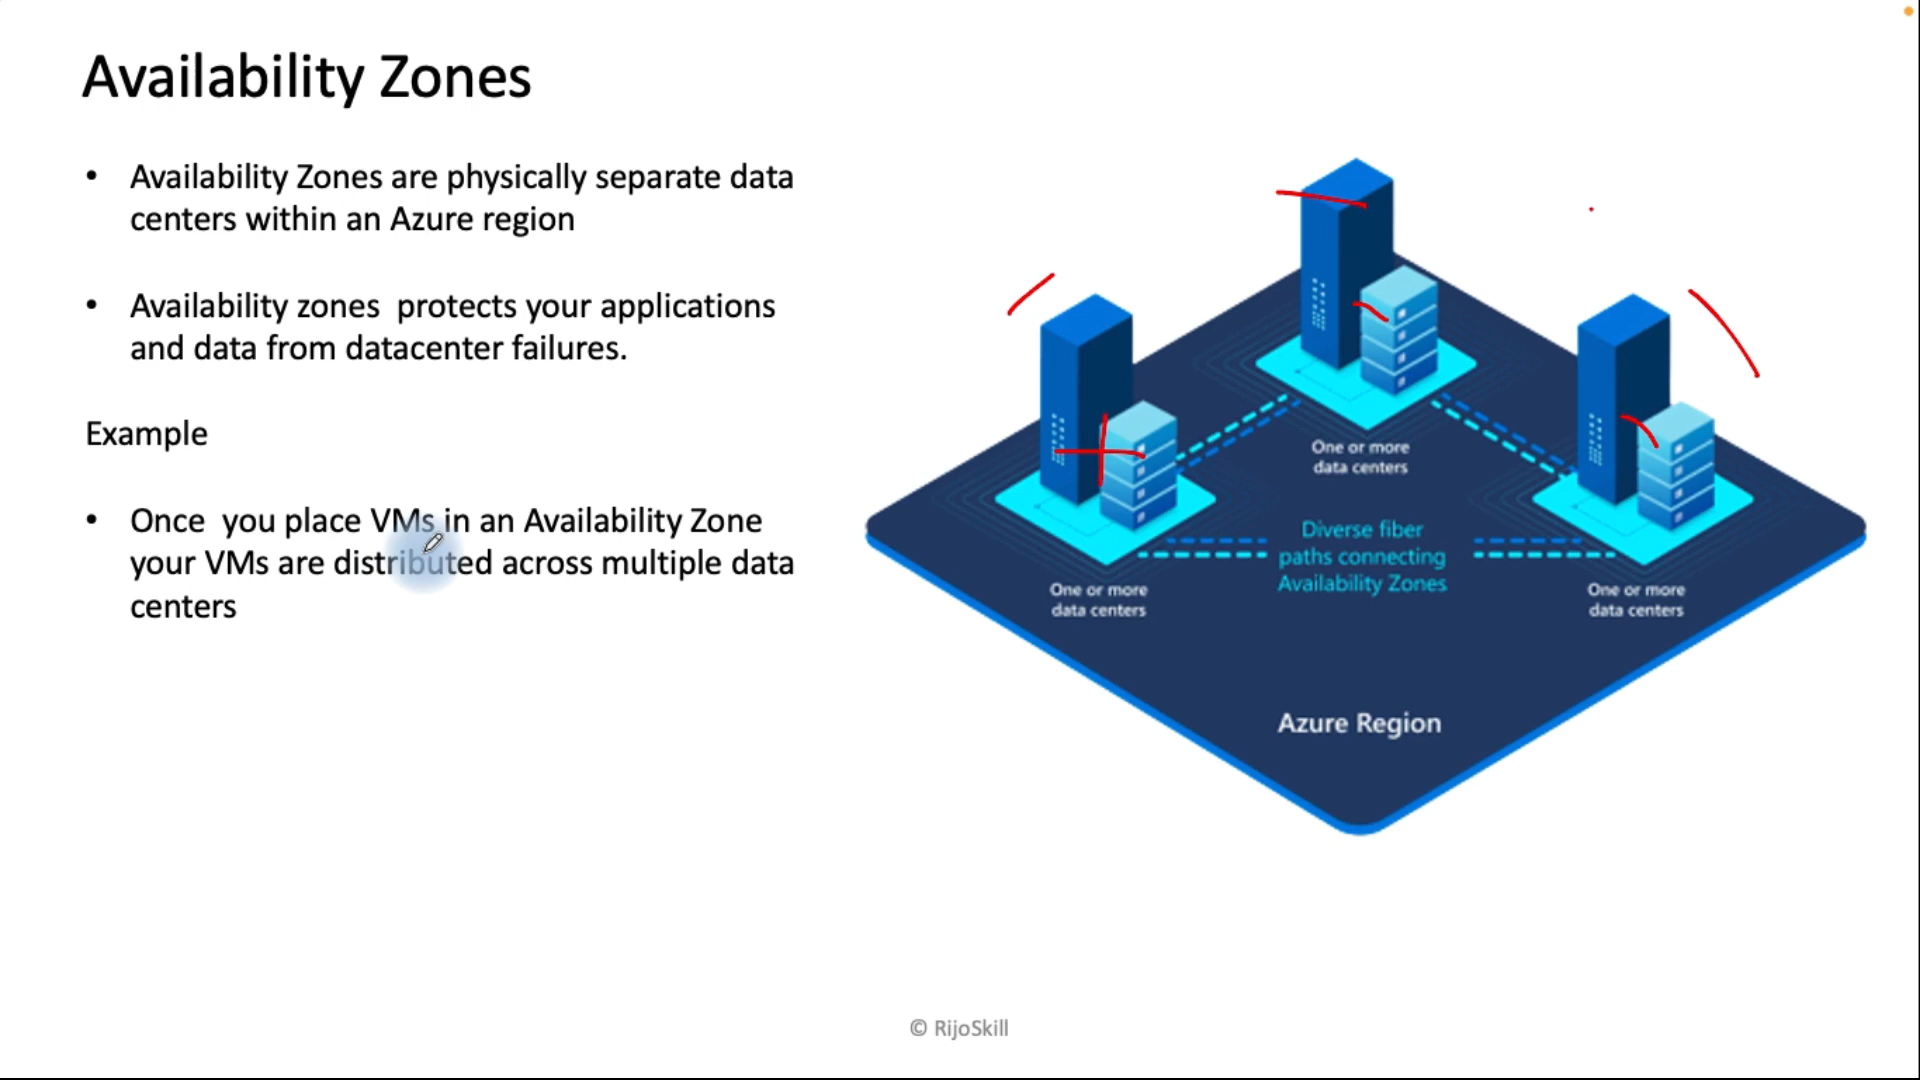 Availability Zones
• Availability Zones are physically separate data
centers within an Azure region
• Availability zones  protects your applications
and data from datacenter failures.
Example
• Once  you place VMs in an Availability Zone
your VMs are distributed across multiple data
centers
One or more
data centers
Diverse fiber
paths connecting
Availability Zones
One or more
data centers
One or more
data centers
Azure Region
© RijoSkill